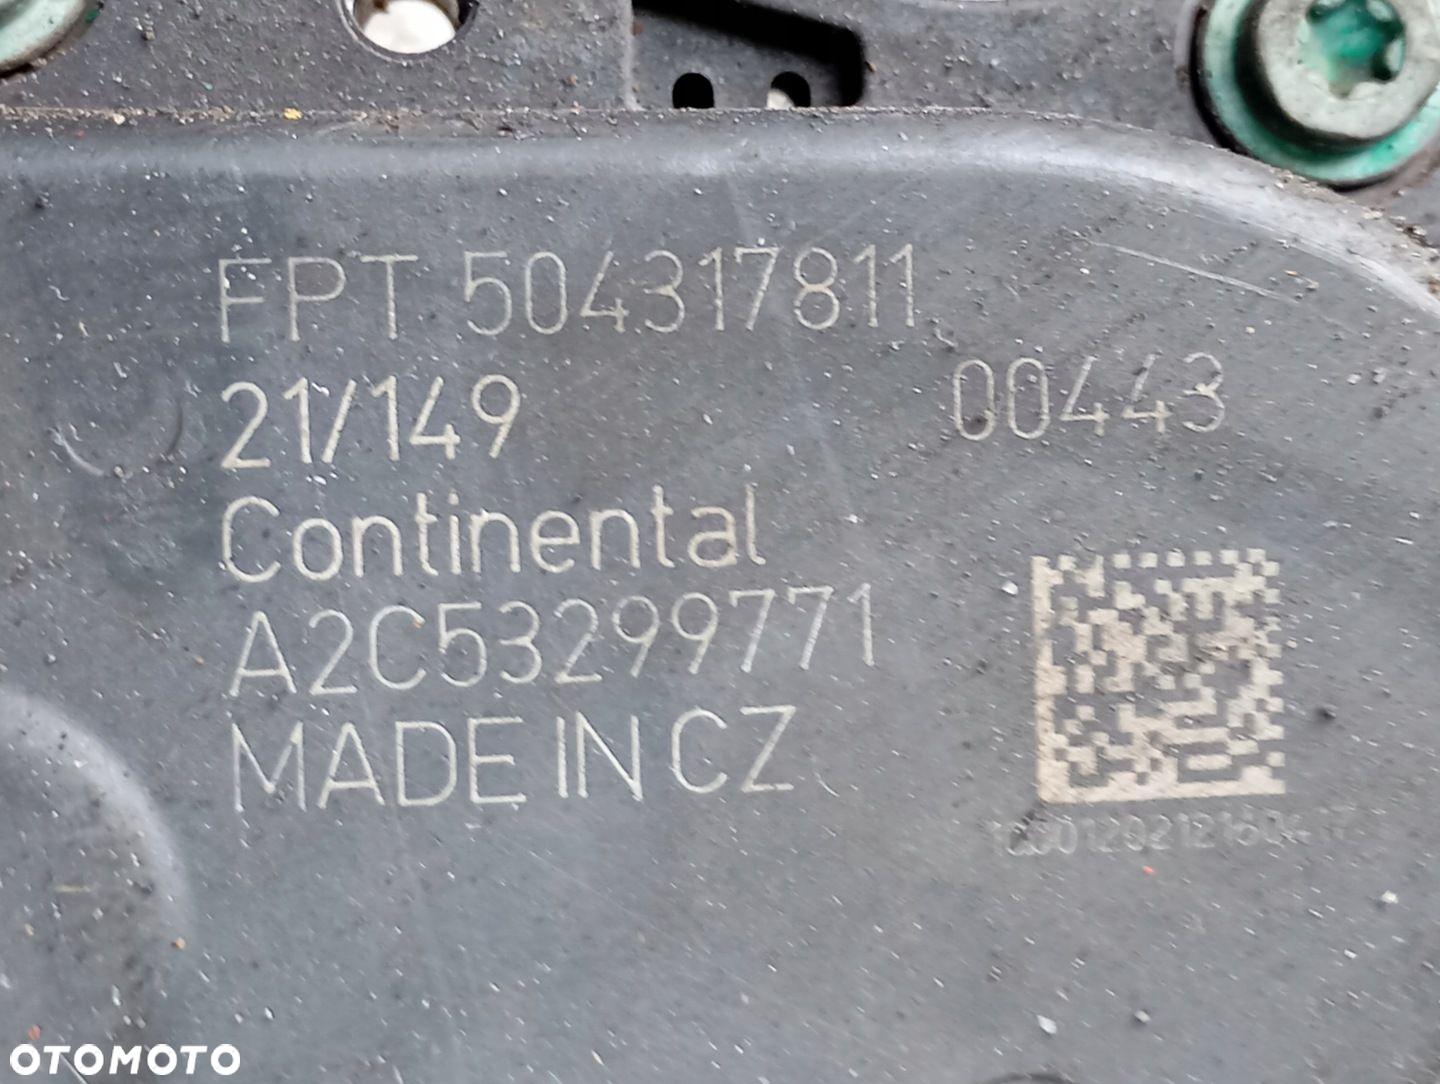 FPT 504317811
21/149
00443
Continental
A2C53299771
MADE IN CZ
OTOMOTO